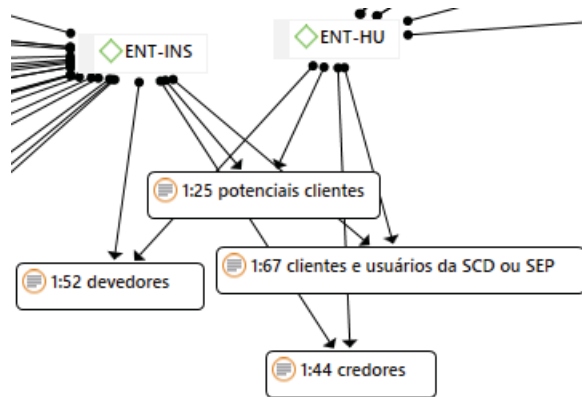 ENT-INS
ENT-HU
1:25 potenciais clientes
1:67 clientes e usuários da SCD ou SEP
1:52 devedores
1:44 credores